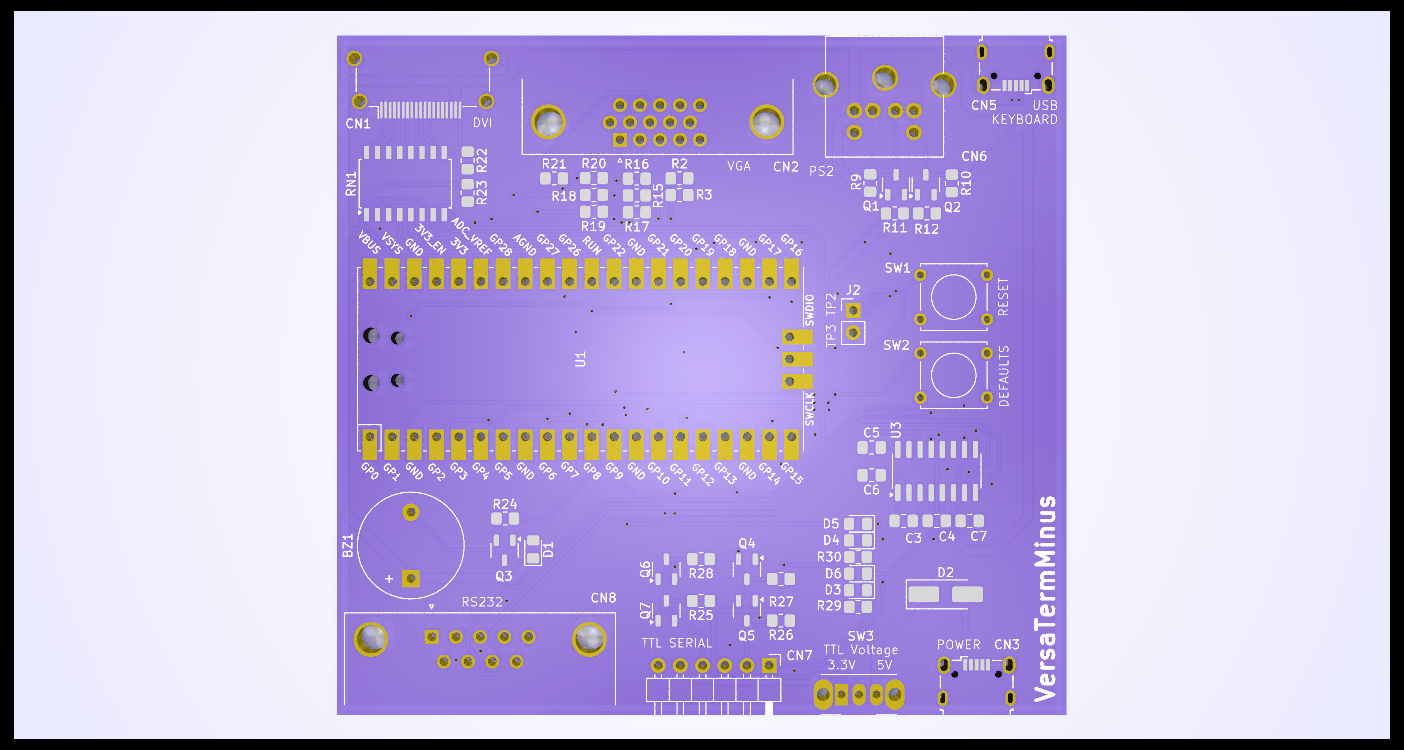 CN1
DVI
VGA
CN2
PS2
CN5
USB
KEYBOARD
CN6
RN1
R22
R23
R21
R20
R16
R2
R18
R15
R3
R19
R17
R9
R10
Q1
Q2
R11
R12
VBUS
VSYS
GND
3V3_EN
3V3
ADC_VREF
GP28
AGND
GP27
GP26
RUN
GP22
GND
GP21
GP20
GP19
GP18
GND
GP17
GP16
SWDIO
SWCLK
U1
J2
TP2
TP3
SW1
RESET
SW2
DEFAULTS
GP0
GP1
GND
GP2
GP3
GP4
GP5
GND
GP6
GP7
GP8
GP9
GND
GP10
GP11
GP12
GP13
GND
GP14
GP15
C5
U3
C6
C3
C4
C7
BZ1
+
R24
D1
Q3
D5
D4
R30
D6
D3
R29
D2
Q4
Q6
R28
R27
Q7
R25
Q5
R26
RS232
CN8
TTL SERIAL
CN7
SW3
TTL Voltage
3.3V 5V
POWER
CN3
VersaTermMinus